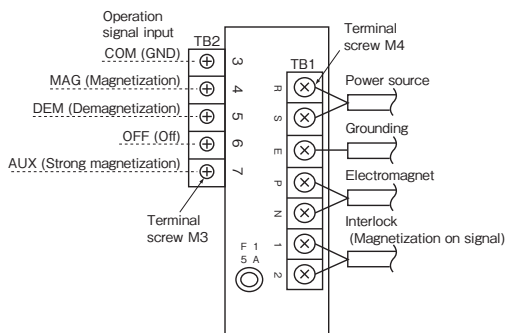 Operation
signal input
TB2
COM (GND)
3
MAG (Magnetization)
4
DEM (Demagnetization)
5
OFF (Off)
6
AUX (Strong magnetization)
7
Terminal
screw M3
F 1
5 A
Terminal
screw M4
TB1
R
S
Power source
E
Grounding
P
N
Electromagnet
1
2
Interlock
(Magnetization on signal)